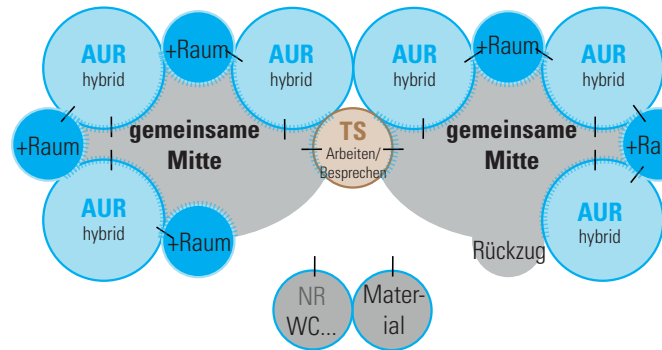 AUR
hybrid
+Raum
AUR
hybrid
AUR
hybrid
+Raum
AUR
hybrid
+Raum
gemeinsame
Mitte
TS
Arbeiten/
Besprechen
gemeinsame
Mitte
+Ra
AUR
hybrid
+Raum
Rückzug
AUR
hybrid
NR
WC...
Mater-
ial